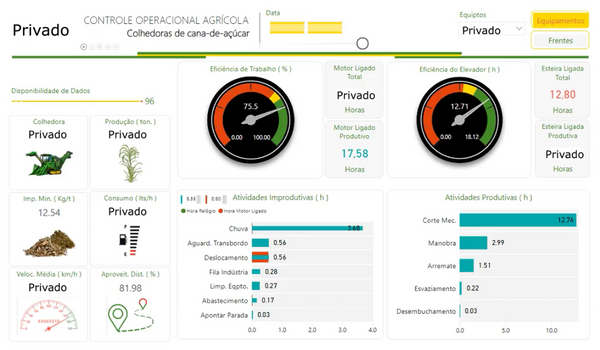 Privado
CONTROLE OPERACIONAL AGRÍCOLA
Colhedoras de cana-de-açúcar
Data
Equiptos
Privado
Equipamentos
Frentes
Disponibilidade de Dados
96
Colhedora
Privado
Produção ( ton. )
Privado
Imp. Min. ( Kg/t )
12.54
Consumo ( lts/h )
Privado
F
E
Veloc. Média ( km/h )
Privado
Aproveit. Dist. ( % )
81.98
Eficiência de Trabalho ( % )
75.5
0.00
100.00
Motor Ligado
Total
Privado
Horas
Motor Ligado
Produtivo
17.58
Horas
Eficiência do Elevador ( h )
12.71
0.00
18.12
Esteira Ligada
Total
12.80
Horas
Esteira Ligada
Produtiva
Privado
Horas
0.60
Atividades Improdutivas ( h )
Hora Relógio
Hora Motor Ligado
Chuva
3.68
Aguard. Transbordo
0.56
Deslocamento
0.56
Fila Indústria
0.28
Limp. Eqpto.
0.27
Abastecimento
0.17
Apontar Parada
0.03
0.0
1.0
2.0
3.0
4.0
Atividades Produtivas ( h )
Corte Mec.
12.76
Manobra
2.99
Arremate
1.51
Esvaziamento
0.22
Desembuchamento
0.03
0.0
5.0
10.0